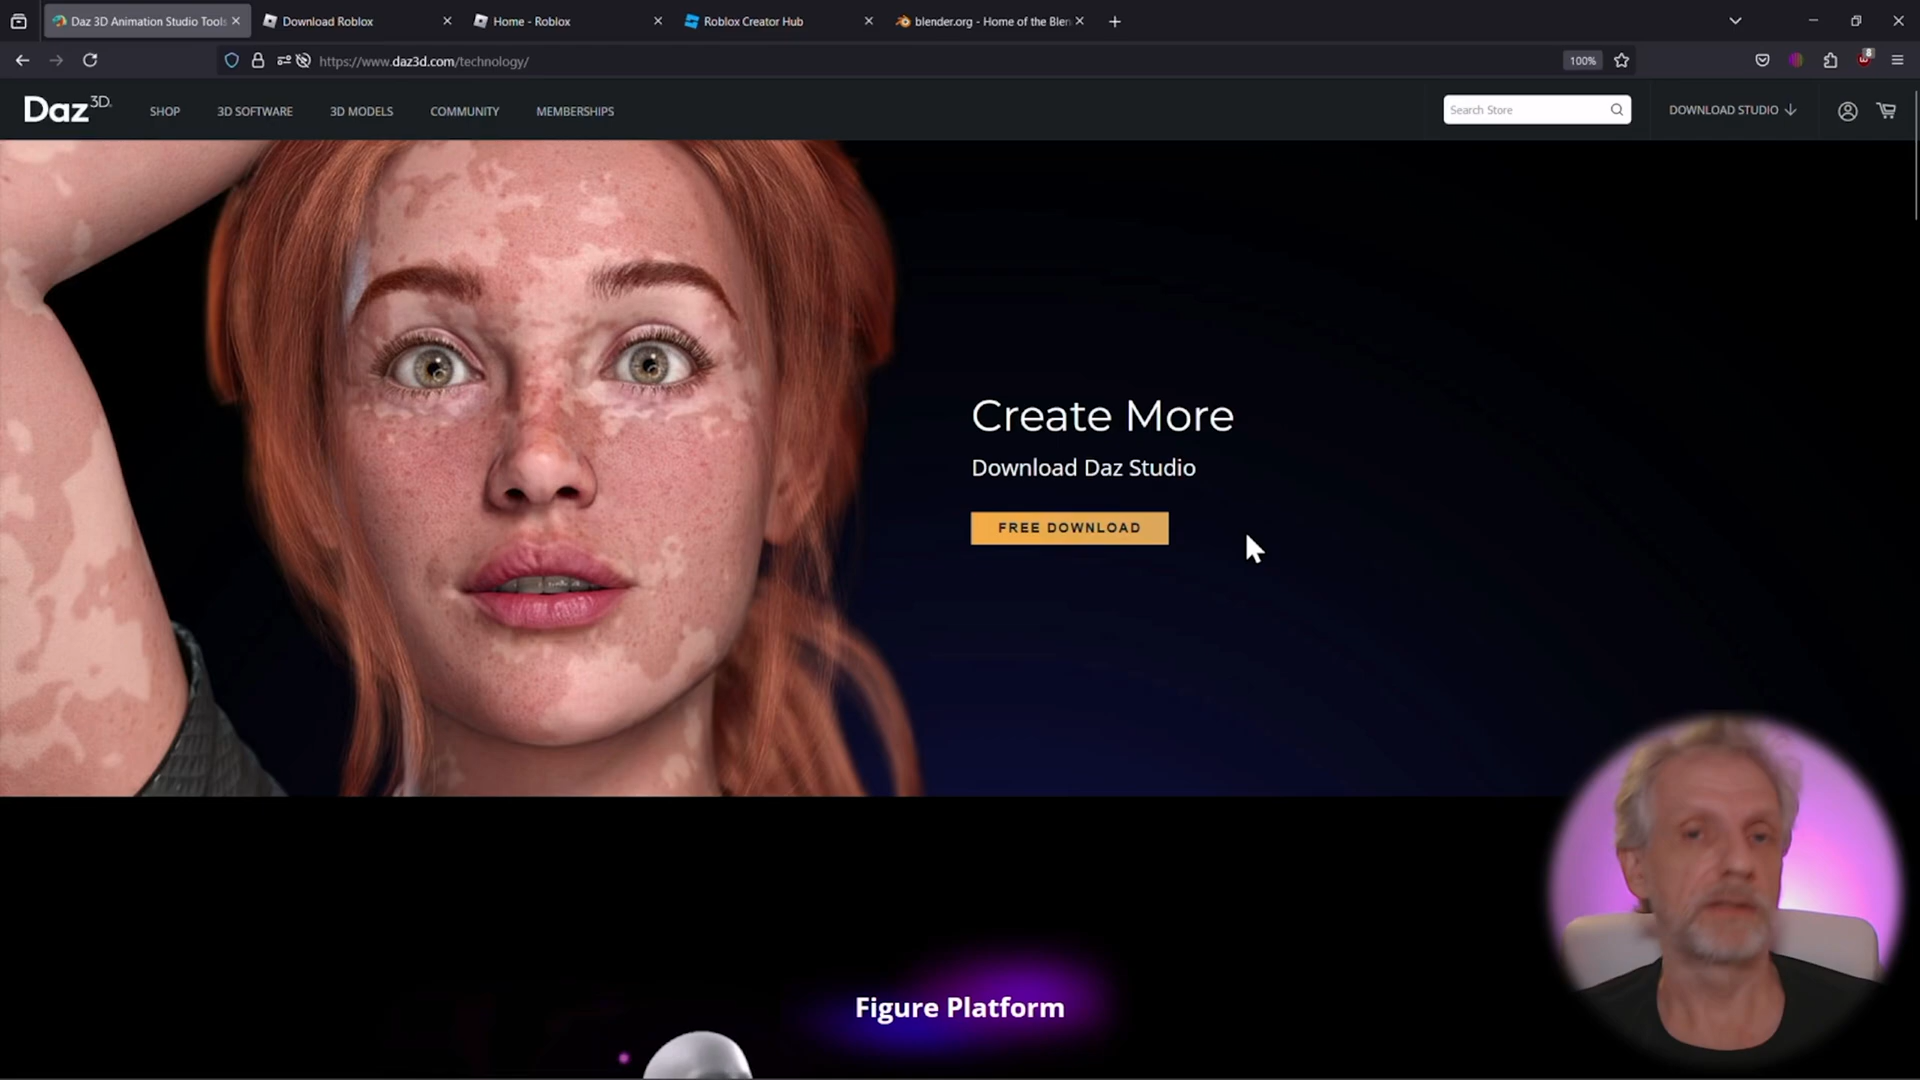 Daz 3D Animation Studio Tools
Download Roblox
Home - Roblox
Roblox Creator Hub
blender.org - Home of the Blen
https://www.daz3d.com/technology/
100%
8
Daz 3D
SHOP
3D SOFTWARE
3D MODELS
COMMUNITY
MEMBERSHIPS
Search Store
DOWNLOAD STUDIO
Create More
Download Daz Studio
FREE DOWNLOAD
Figure Platform